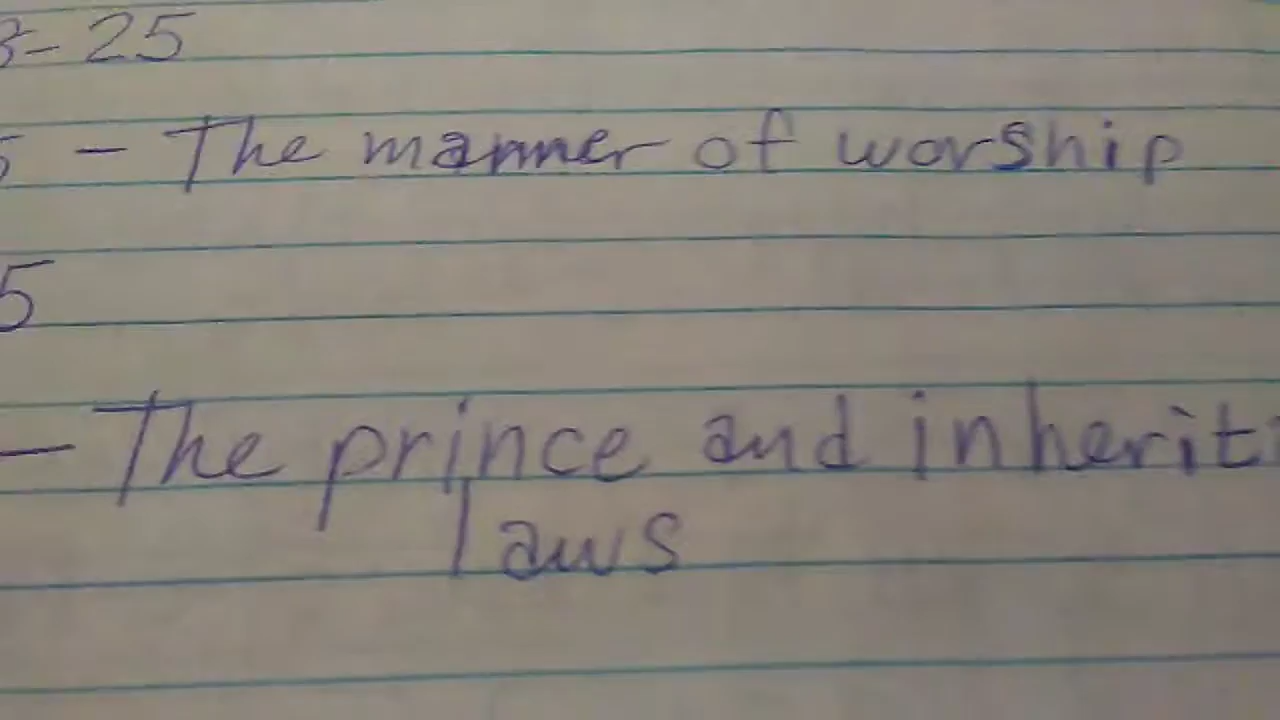 3-25
5 - The manner of worship
5
- The prince and inherit
laws